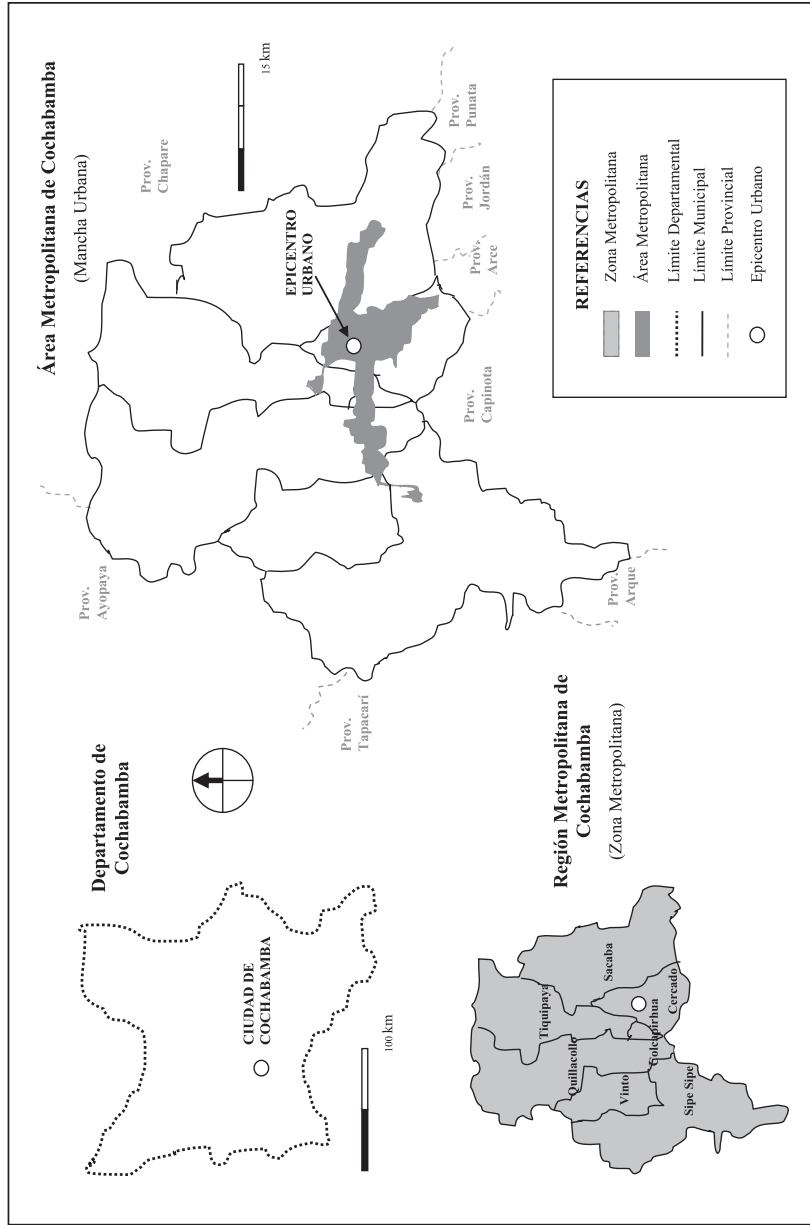 Departamento de
Cochabamba
CIUDAD DE
COCHABAMBA
100 km
Área Metropolitana de Cochabamba
(Mancha Urbana)
Prov.
Ayopaya
Prov.
Chapare
Prov.
Tapacarí
EPICENTRO
URBANO
15 km
Prov.
Arque
Prov.
Capinota
Prov.
Arce
Prov.
Jordán
Prov.
Punata
Región Metropolitana de
Cochabamba
(Zona Metropolitana)
Tiquipaya
Sacaba
Quillacollo
Vinto
Colcapirhua
Cercado
Sipe Sipe
REFERENCIAS
Zona Metropolitana
Área Metropolitana
Límite Departamental
Límite Municipal
Límite Provincial
Epicentro Urbano